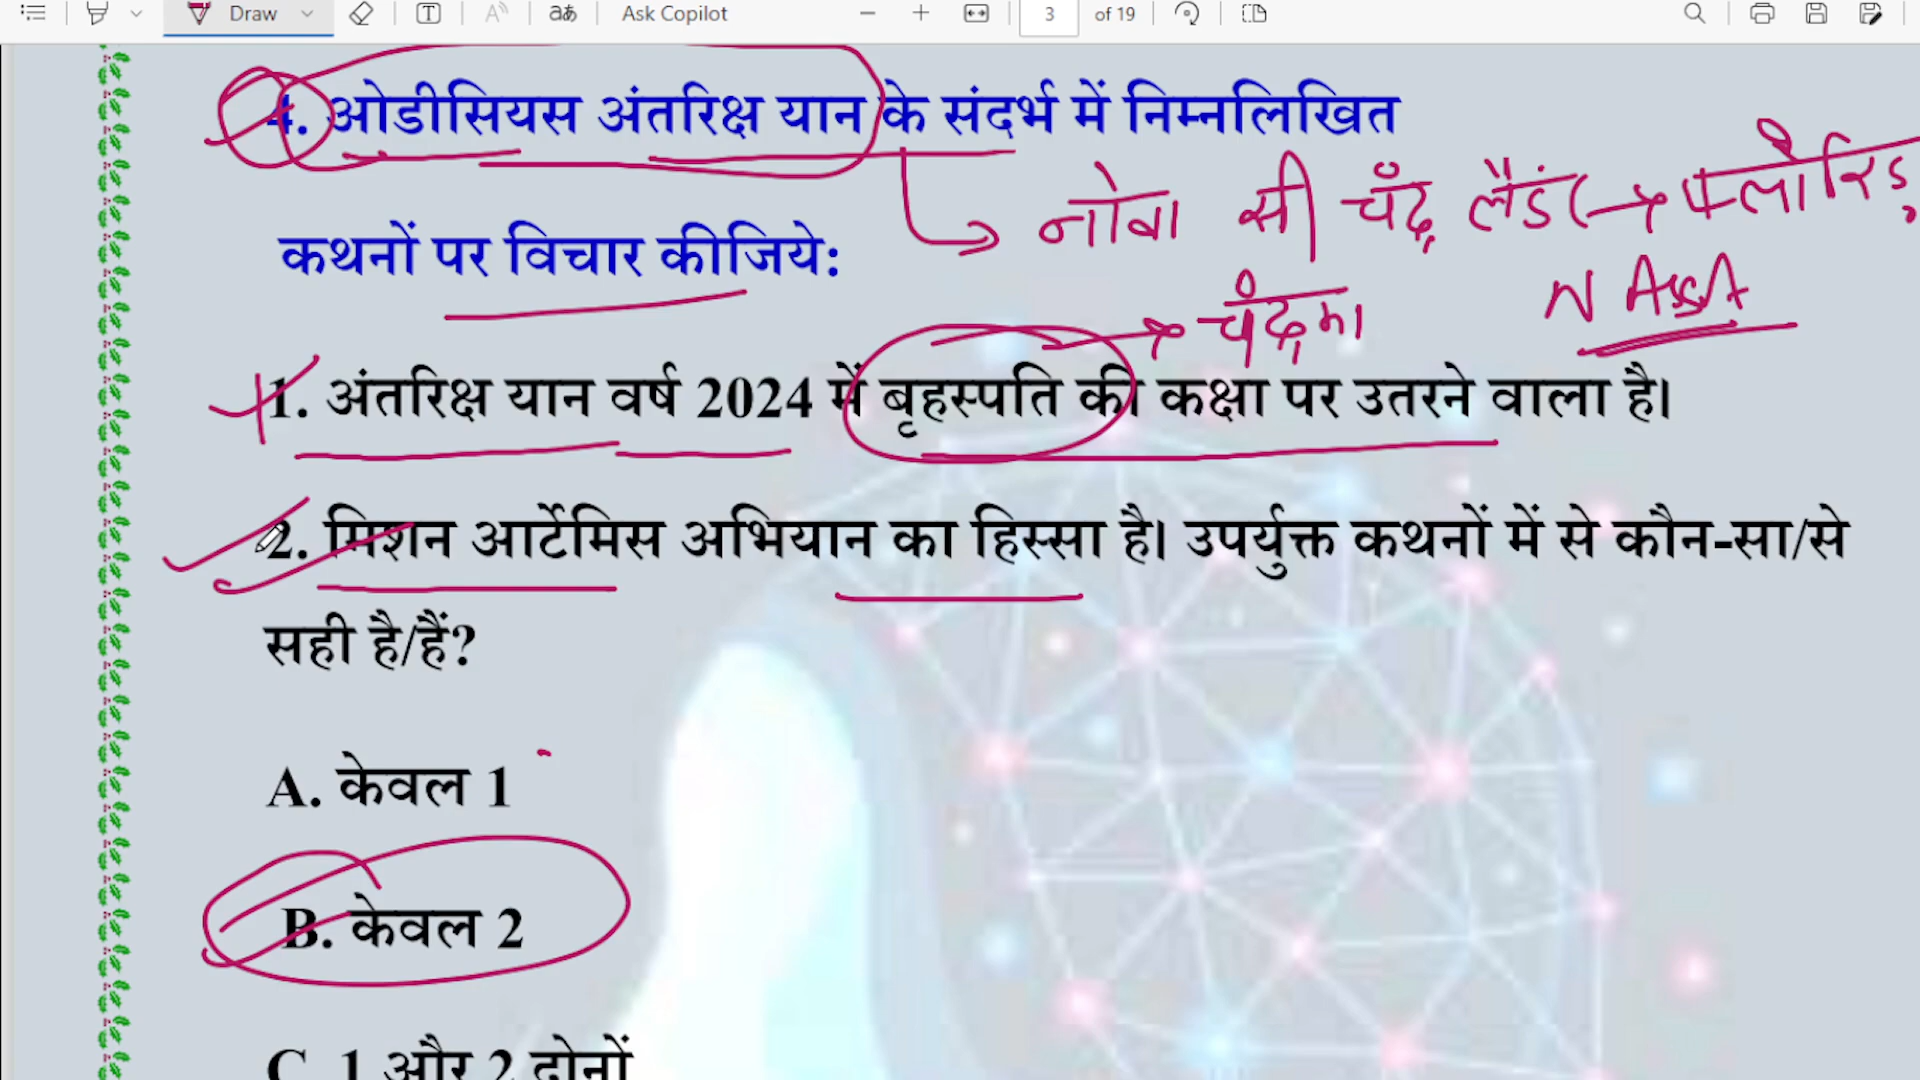 Draw
Ask Copilot
3 of 19
4. ओडीसियस अंतरिक्ष यान के संदर्भ में निम्नलिखित
नोवा सी चंद्र लैंडर → फ्लोरिडा
कथनों पर विचार कीजिये:
NASA
→ चंद्रमा
1. अंतरिक्ष यान वर्ष 2024 में बृहस्पति की कक्षा पर उतरने वाला है।
2. मिशन आर्टेमिस अभियान का हिस्सा है। उपर्युक्त कथनों में से कौन-सा/से
सही है/हैं?
A. केवल 1
B. केवल 2
C. 1 और 2 दोनों